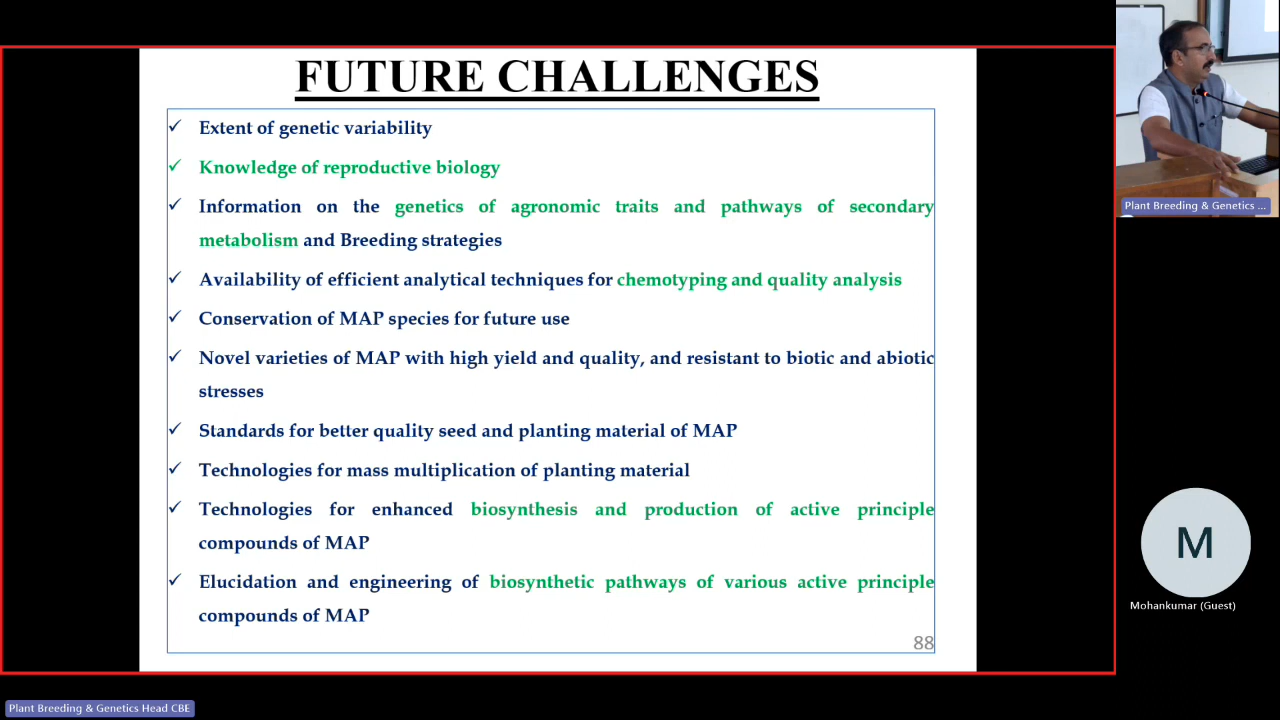 FUTURE CHALLENGES
✓ Extent of genetic variability
✓ Knowledge of reproductive biology
✓ Information on the genetics of agronomic traits and pathways of secondary
metabolism and Breeding strategies
✓ Availability of efficient analytical techniques for chemotyping and quality analysis
✓ Conservation of MAP species for future use
✓ Novel varieties of MAP with high yield and quality, and resistant to biotic and abiotic
stresses
✓ Standards for better quality seed and planting material of MAP
✓ Technologies for mass multiplication of planting material
✓ Technologies for enhanced biosynthesis and production of active principle
compounds of MAP
✓ Elucidation and engineering of biosynthetic pathways of various active principle
compounds of MAP
88
Plant Breeding & Genetics ...
M
Mohankumar (Guest)
Plant Breeding & Genetics Head CBE